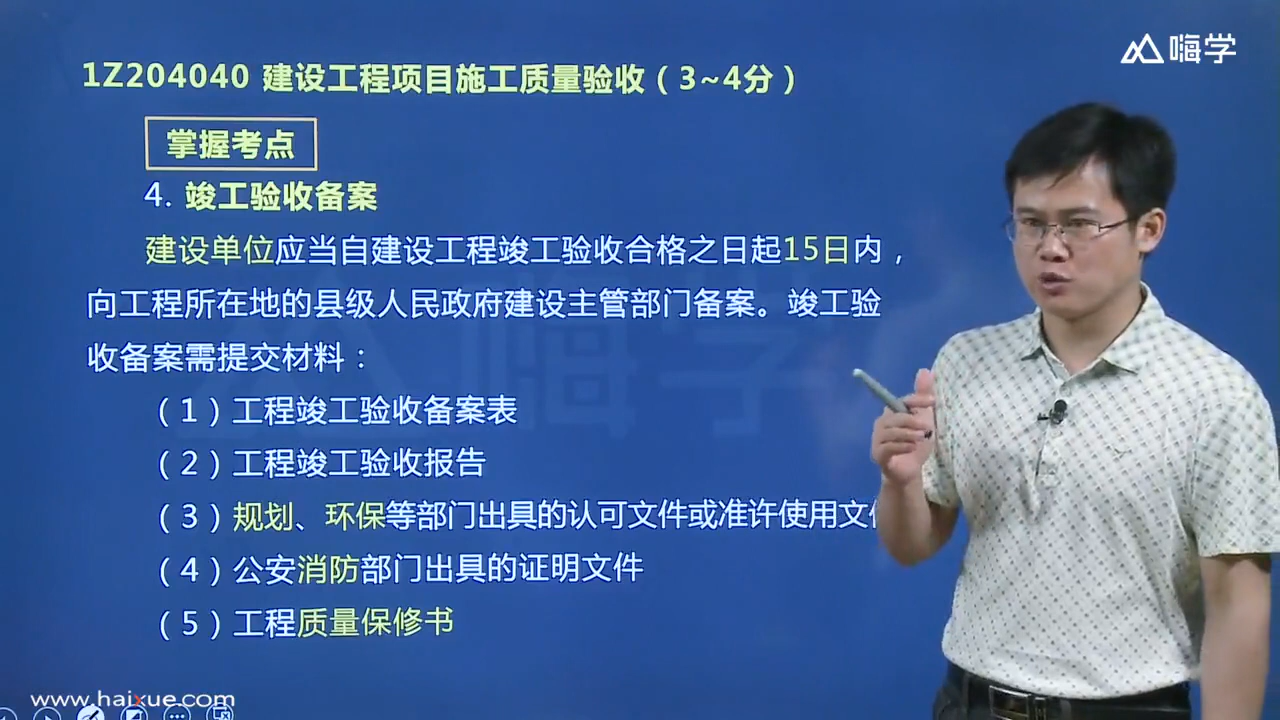 嗨学
1Z204040 建设工程项目施工质量验收（3~4分）
掌握考点
4. 竣工验收备案
建设单位应当自建设工程竣工验收合格之日起15日内，
向工程所在地的县级人民政府建设主管部门备案。竣工验
收备案需提交材料：
（1）工程竣工验收备案表
（2）工程竣工验收报告
（3）规划、环保等部门出具的认可文件或准许使用文
（4）公安消防部门出具的证明文件
（5）工程质量保修书
www.haixue.com